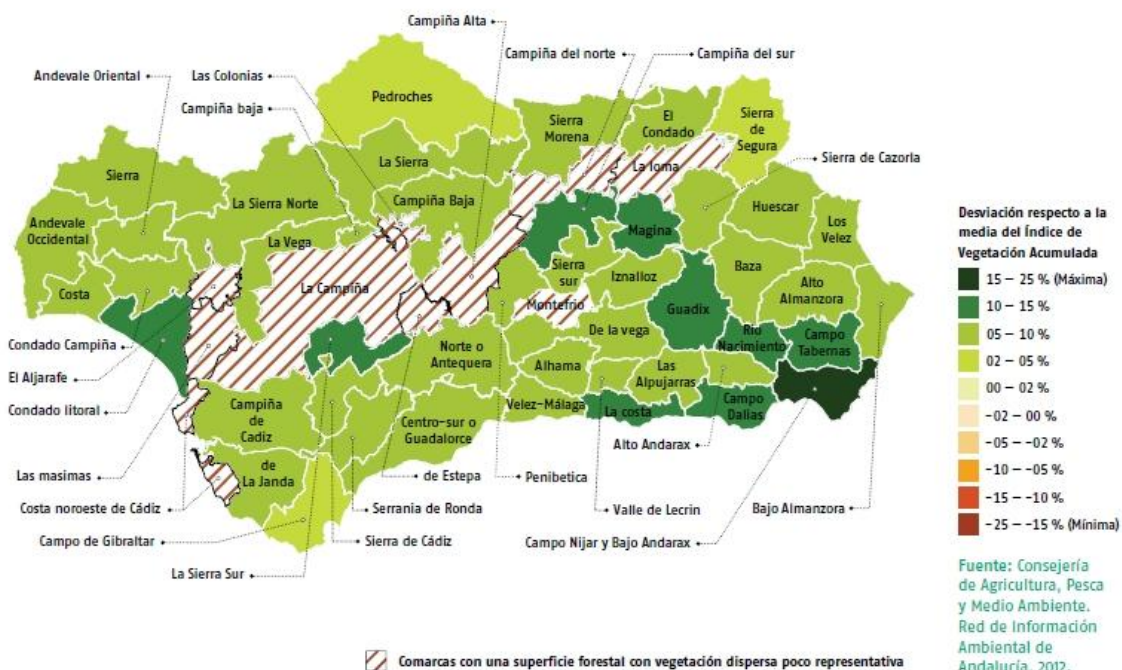 Campiña Alta
Campiña del norte
Campiña del sur
Andevale Oriental
Las Colonias
Campiña baja
Pedroches
Sierra
Morena
El
Condado
Sierra
de
Segura
Sierra
La Sierra
La loma
Sierra de Cazorla
La Sierra Norte
Campiña Baja
Huescar
Andevale
Occidental
La Vega
Magina
Los
Velez
Costa
La Campiña
Sierra
sur
Iznalloz
Baza
Alto
Almanzora
Montefrio
Guadix
De la vega
Rio
Nacimiento
Campo
Tabernas
Condado Campiña
El Aljarafe
Condado litoral
Norte o
Antequera
Alhama
Las
Alpujarras
Campiña
de
Cadiz
Centro-sur o
Guadalorce
Velez-Málaga
La costa
Campo
Dalias
Alto Andarax
de
La Janda
Las masimas
Costa noroeste de Cádiz
Campo de Gibraltar
La Sierra Sur
de Estepa
Serrania de Ronda
Sierra de Cádiz
Penibetica
Valle de Lecrin
Campo Nijar y Bajo Andarax
Bajo Almanzora
Desviación respecto a la
media del Índice de
Vegetación Acumulada
15 – 25 % (Máxima)
10 – 15 %
05 – 10 %
02 – 05 %
00 – 02 %
-02 – 00 %
-05 – -02 %
-10 – -05 %
-15 – -10 %
-25 – -15 % (Mínima)
Fuente: Consejería
de Agricultura, Pesca
y Medio Ambiente.
Red de Información
Ambiental de
Andalucía, 2012.
Comarcas con una superficie forestal con vegetación dispersa poco representativa